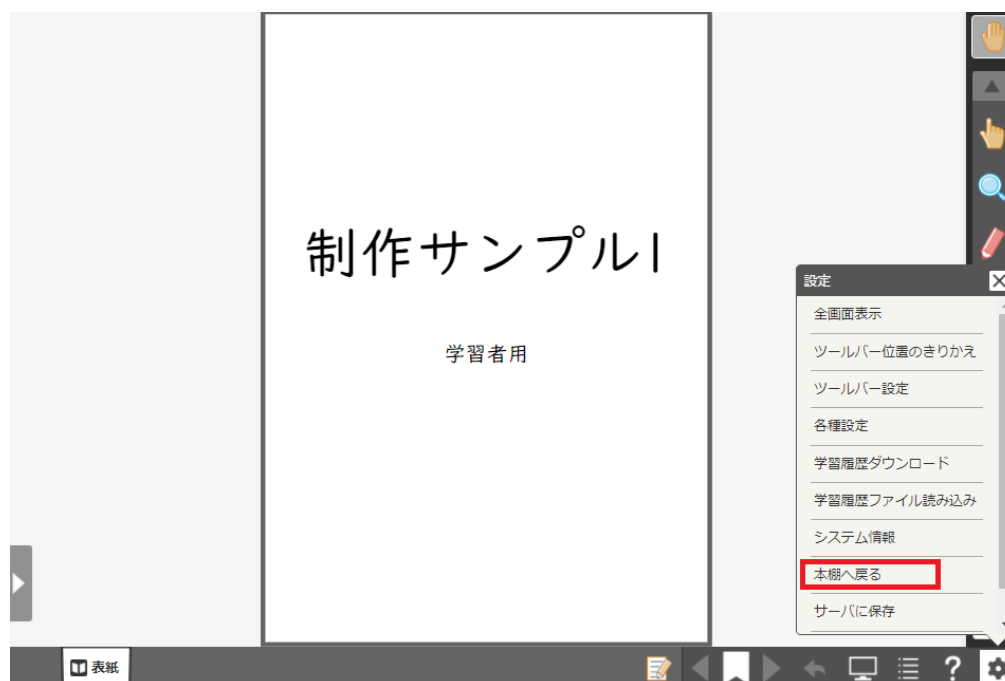 制作サンプル1
学習者用
設定
全画面表示
ツールバー位置のきりかえ
ツールバー設定
各種設定
学習履歴ダウンロード
学習履歴ファイル読み込み
システム情報
本棚へ戻る
サーバに保存
表紙
?